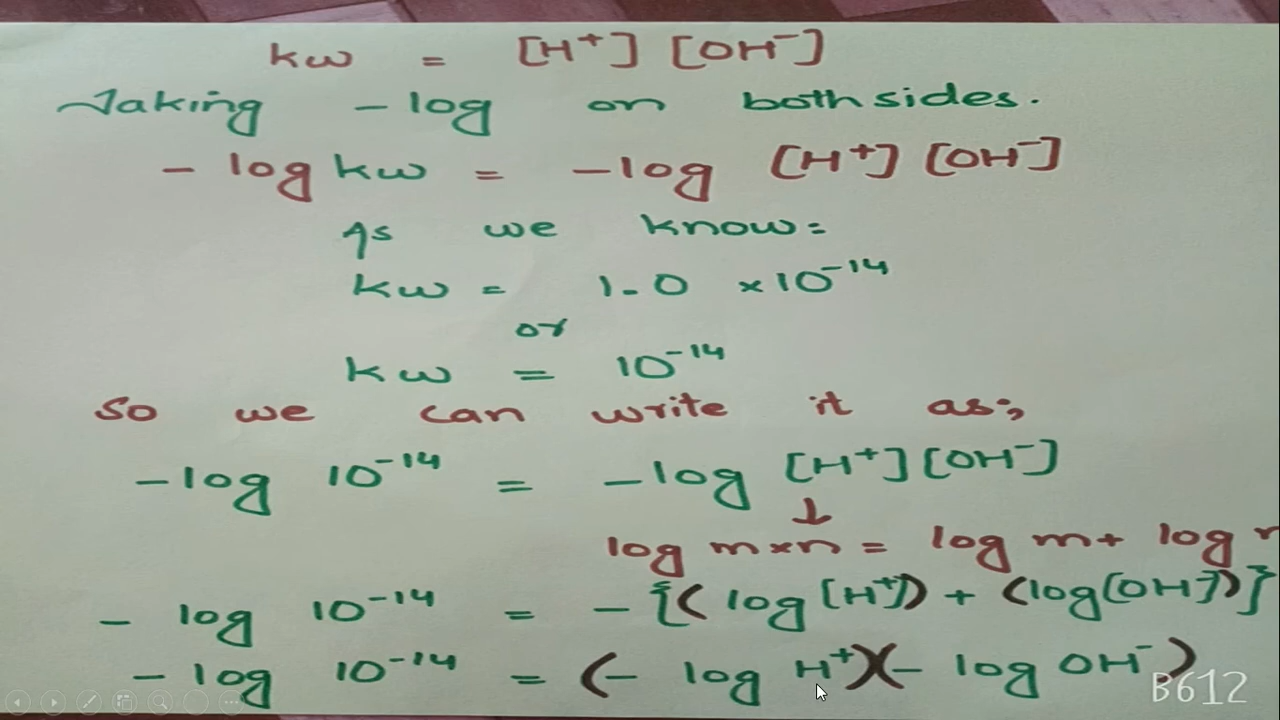 kw = [H⁺] [OH⁻]
Taking -log on both sides.
- log kw = -log [H⁺] [OH⁻]
As we know:
kw = 1.0 × 10⁻¹⁴
or
kw = 10⁻¹⁴
So we can write it as;
-log 10⁻¹⁴ = -log [H⁺][OH⁻]
↓
log m×n = log m + log
- log 10⁻¹⁴ = -{(log [H⁺]) + (log[OH⁻])}
-log 10⁻¹⁴ = (- log H⁺)(- log OH⁻)
B612